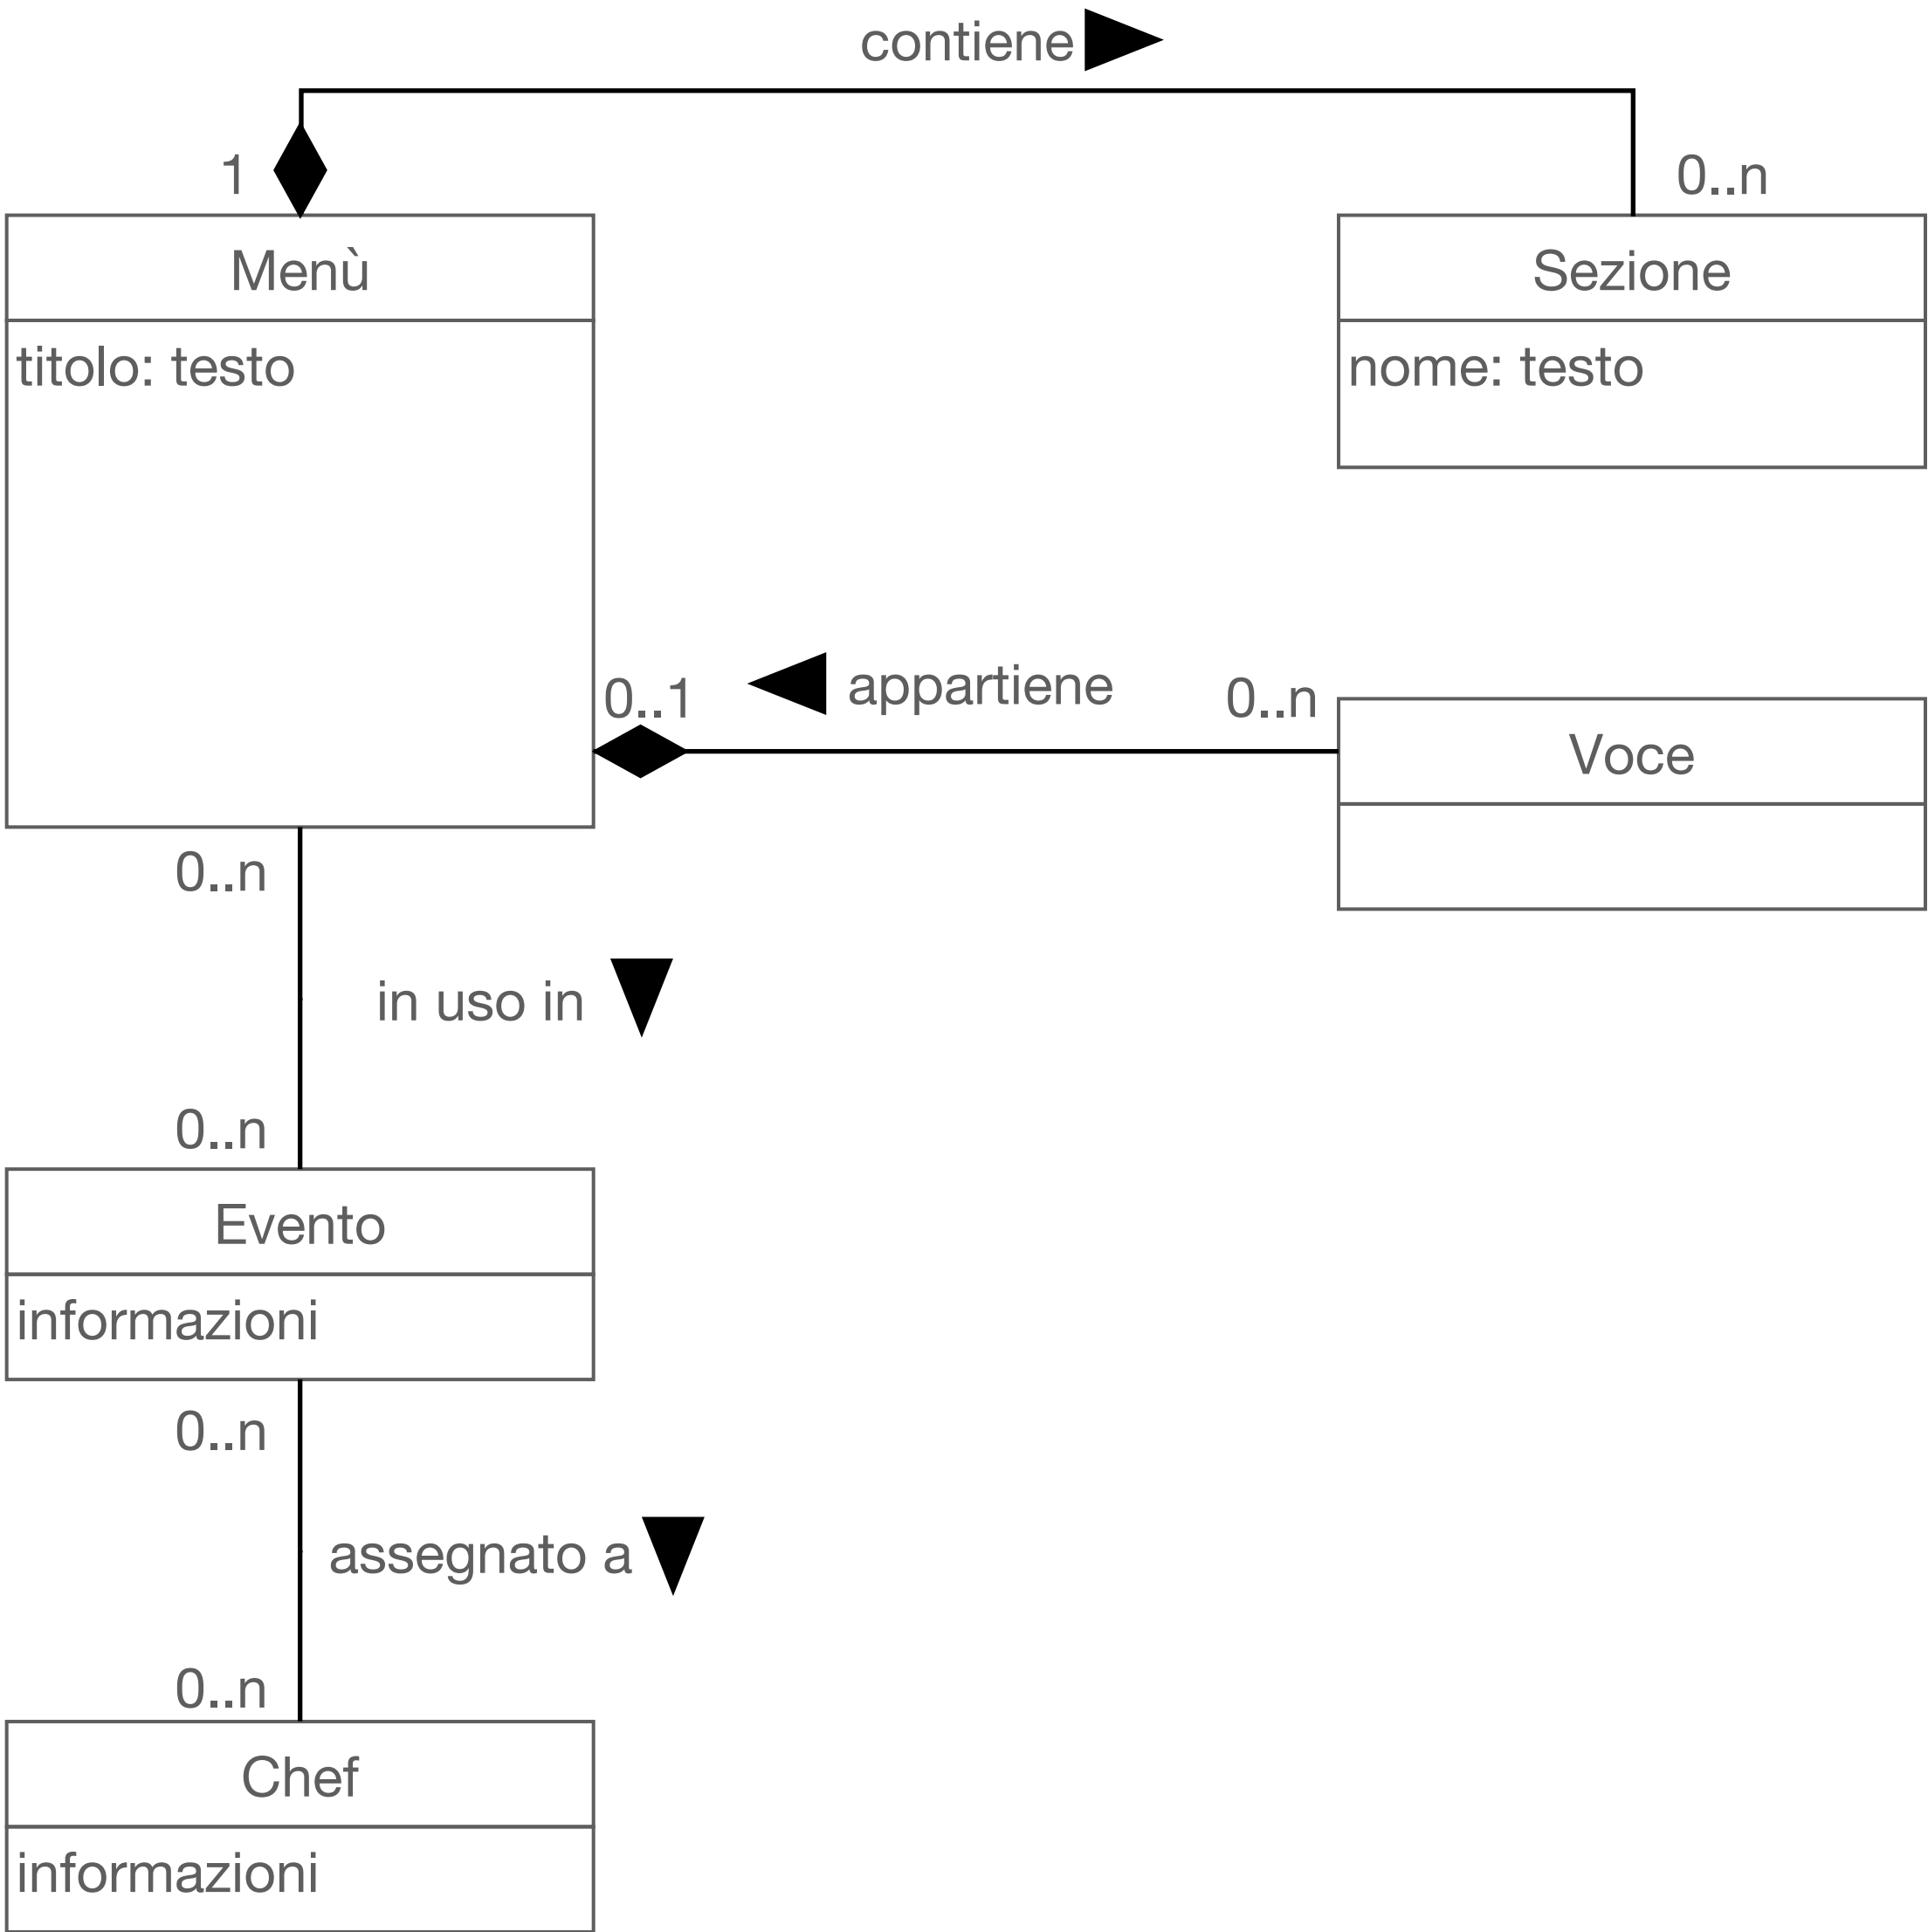 contiene
1
0..n
Menù
Sezione
titolo: testo
nome: testo
0..1
appartiene
0..n
Voce
0..n
in uso in
0..n
Evento
informazioni
0..n
assegnato a
0..n
Chef
informazioni